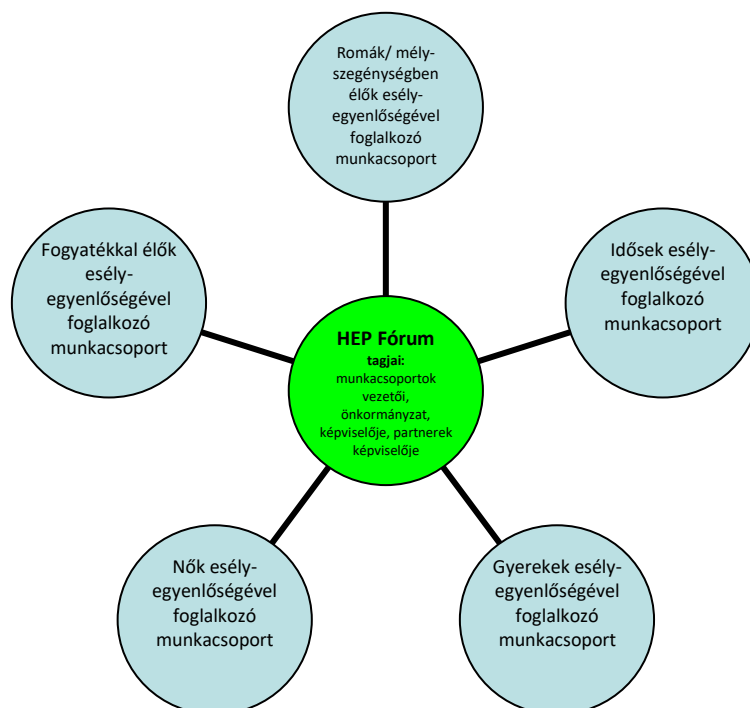 Romák/ mély-
szegénységben
élők esély-
egyenlőségével
foglalkozó
munkacsoport
Fogyatékkal élők
esély-
egyenlőségével
foglalkozó
munkacsoport
Idősek esély-
egyenlőségével
foglalkozó
munkacsoport
HEP Fórum
tagjai:
munkacsoportok
vezetői,
önkormányzat,
képviselője, partnerek
képviselője
Nők esély-
egyenlőségével
foglalkozó
munkacsoport
Gyerekek esély-
egyenlőségével
foglalkozó
munkacsoport